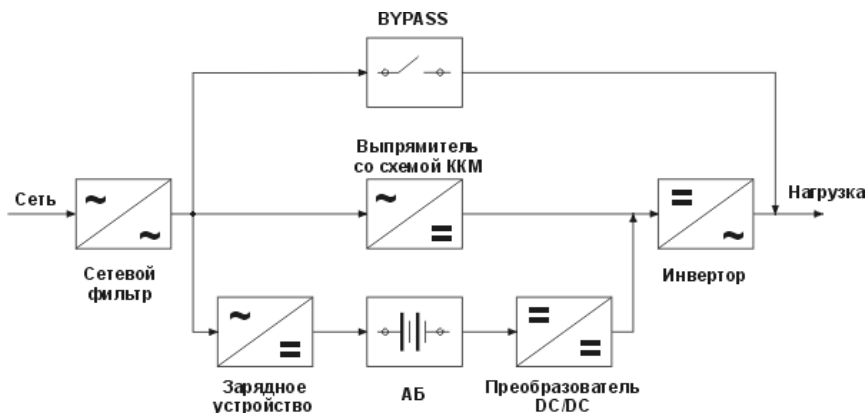 BYPASS
Выпрямитель
со схемой ККМ
Сеть
Нагрузка
Сетевой
фильтр
Инвертор
Зарядное
устройство
АБ
Преобразователь
DC/DC